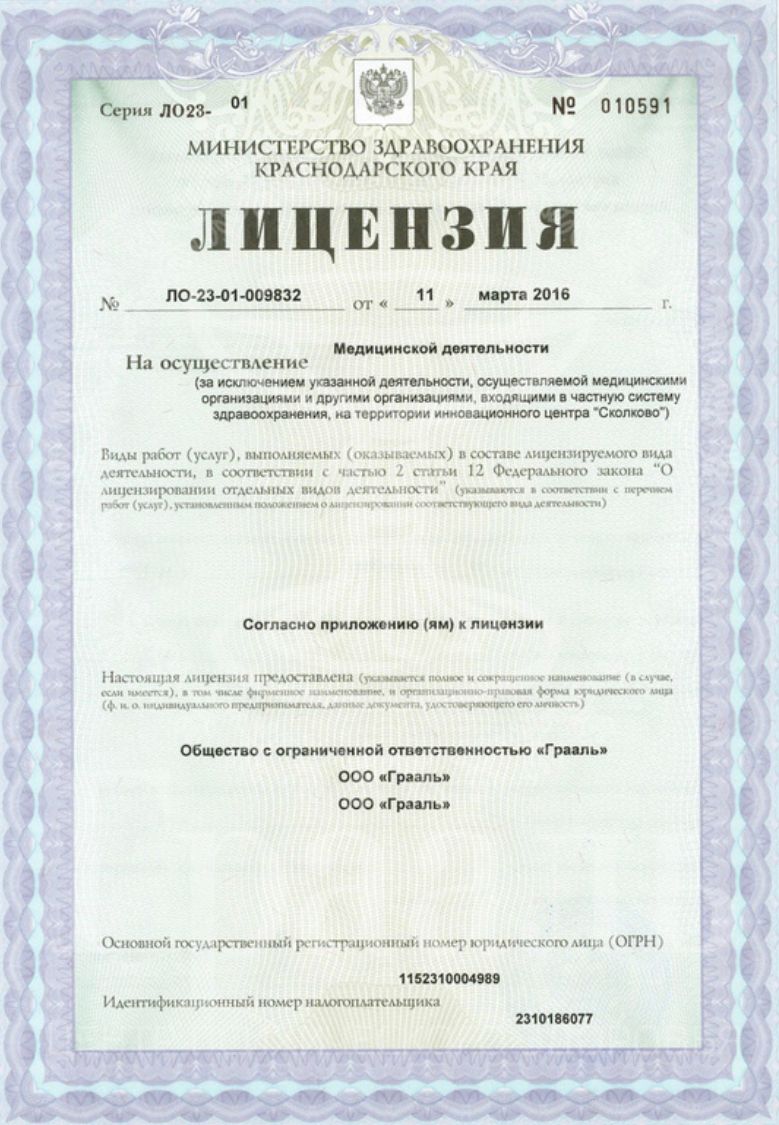 Серия ЛО23- 01 № 010591
МИНИСТЕРСТВО ЗДРАВООХРАНЕНИЯ
КРАСНОДАРСКОГО КРАЯ
ЛИЦЕНЗИЯ
№ ЛО-23-01-009832 от « 11 » марта 2016 г.
На осуществление Медицинской деятельности
(за исключением указанной деятельности, осуществляемой медицинскими
организациями и другими организациями, входящими в частную систему
здравоохранения, на территории инновационного центра "Сколково")
Виды работ (услуг), выполняемых (оказываемых) в составе лицензируемого вида
деятельности, в соответствии с частью 2 статьи 12 Федерального закона "О
лицензировании отдельных видов деятельности" (указываются в соответствии с перечнем
работ (услуг), установленным положением о лицензировании соответствующего вида деятельности)
Согласно приложению (ям) к лицензии
Настоящая лицензия предоставлена (указывается полное и сокращенное наименование (в случае,
если имеется), в том числе фирменное наименование, и организационно-правовая форма юридического лица
(ф. и. о. индивидуального предпринимателя, данные документа, удостоверяющего его личность)
Общество с ограниченной ответственностью «Грааль»
ООО «Грааль»
ООО «Грааль»
Основной государственный регистрационный номер юридического лица (ОГРН)
1152310004989
Идентификационный номер налогоплательщика
2310186077